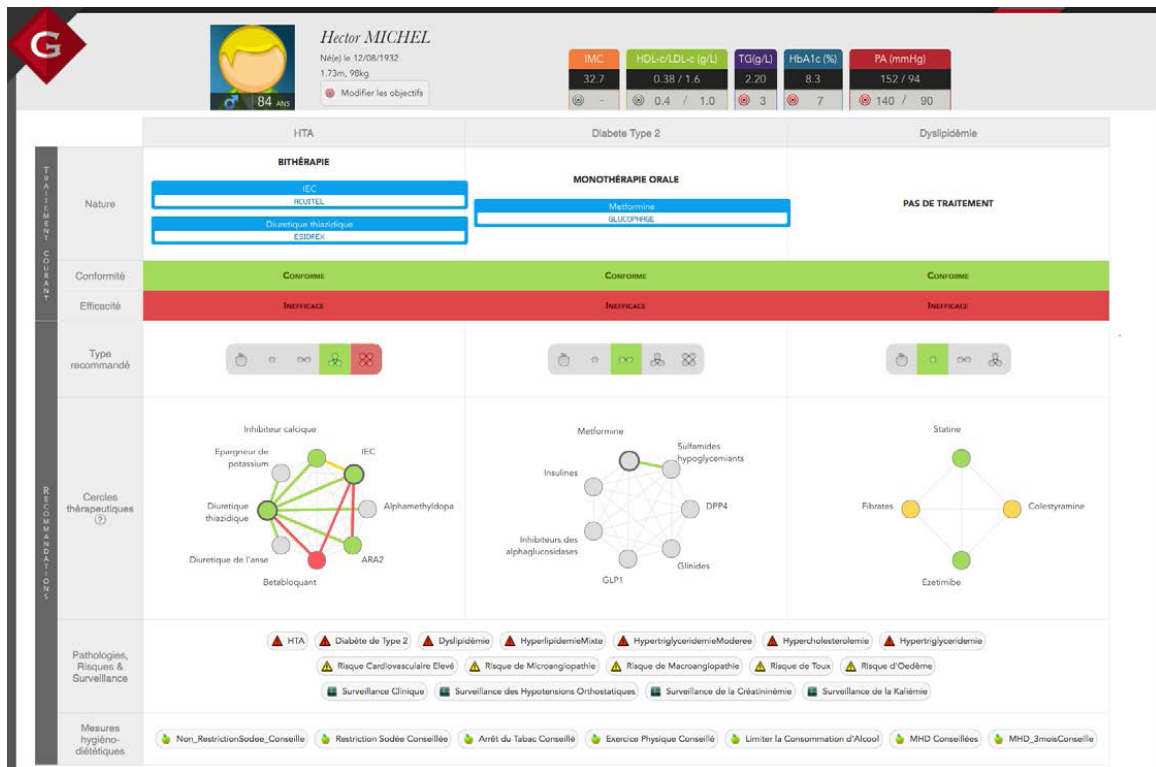 G
Hector MICHEL
Né(e) le 12/08/1932
1.73m, 98kg
Modifier les objectifs
84 ANS
IMC HDL-c/LDL-c (g/L) TG(g/L) HbA1c (%) PA (mmHg)
32.7 0.38 / 1.6 2.20 8.3 152 / 94
- 0.4 / 1.0 3 7 140 / 90
HTA Diabete Type 2 Dyslipidémie
TRAITEMENT COURANT
Nature
BITHÉRAPIE
IEC
ACUITEL
Diuretique thiazidique
ESIDREX
MONOTHÉRAPIE ORALE
Metformine
GLUCOPHAGE
PAS DE TRAITEMENT
Conformité CONFORME CONFORME CONFORME
Efficacité INEFFICACE INEFFICACE INEFFICACE
RECOMMANDATIONS
Type
recommandé
Cercles
thérapeutiques
(?)
Inhibiteur calcique
Epargneur de
potassium
IEC
Diuretique
thiazidique
Alphamethyldopa
Diuretique de l'anse
ARA2
Betabloquant
Metformine
Sulfamides
hypoglycemiants
Insulines
DPP4
Inhibiteurs des
alphaglucosidases
Glinides
GLP1
Statine
Fibrates
Colestyramine
Ezetimibe
Pathologies,
Risques &
Surveillance
HTA Diabète de Type 2 Dyslipidémie HyperlipidemieMixte HypertriglyceridemieModeree Hypercholesterolemie Hypertriglyceridemie
Risque Cardiovasculaire Elevé Risque de Microangiopathie Risque de Macroangiopathie Risque de Toux Risque d'Oedème
Surveillance Clinique Surveillance des Hypotensions Orthostatiques Surveillance de la Créatininémie Surveillance de la Kaliémie
Mesures
hygièno-
diététiques
Non_RestrictionSodee_Conseille Restriction Sodée Conseillée Arrêt du Tabac Conseillé Exercice Physique Conseillé Limiter la Consommation d'Alcool MHD Conseillées MHD_3moisConseille